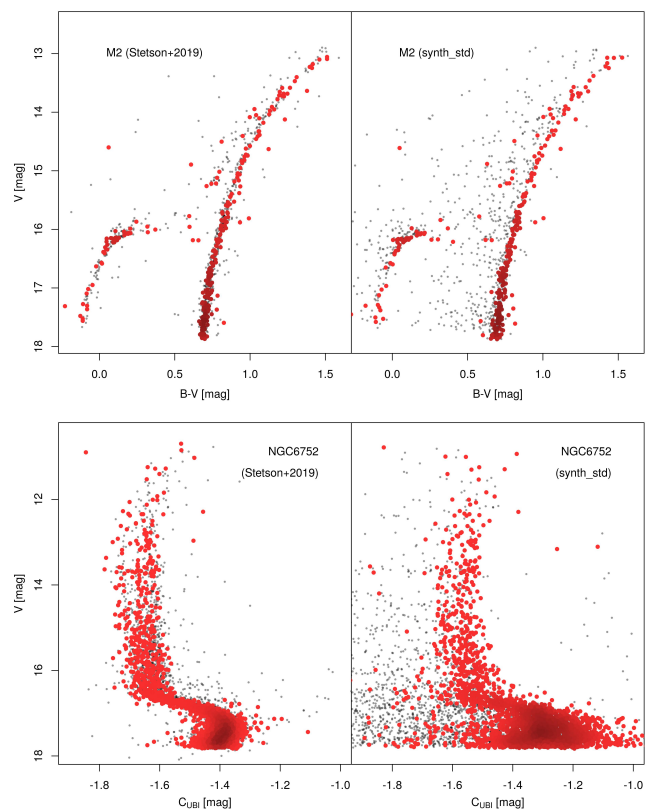 M2 (Stetson+2019)
M2 (synth_std)
13
14
15
16
17
18
V [mag]
0.0 0.5 1.0 1.5
0.0 0.5 1.0 1.5
B-V [mag]
B-V [mag]
NGC6752
(Stetson+2019)
NGC6752
(synth_std)
12
14
16
18
V [mag]
-1.8 -1.6 -1.4 -1.2 -1.0
-1.8 -1.6 -1.4 -1.2 -1.0
CUBI [mag]
CUBI [mag]